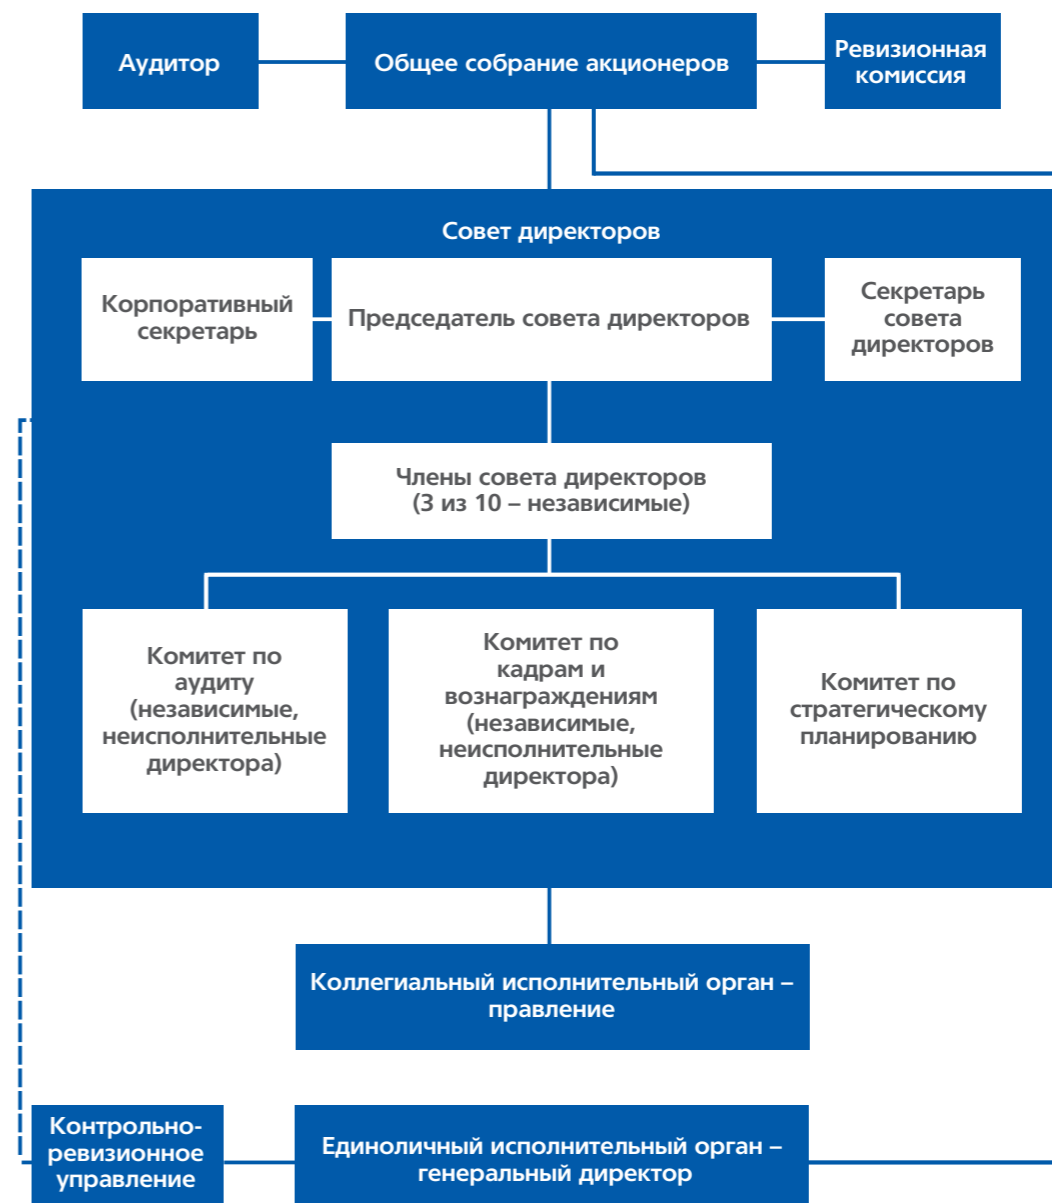 Аудитор
Общее собрание акционеров
Ревизионная
комиссия
Совет директоров
Корпоративный
секретарь
Председатель совета директоров
Секретарь
совета
директоров
Члены совета директоров
(3 из 10 – независимые)
Комитет по
аудиту
(независимые,
неисполнительные
директора)
Комитет по
кадрам и
вознаграждениям
(независимые,
неисполнительные
директора)
Комитет по
стратегическому
планированию
Коллегиальный исполнительный орган –
правление
Контрольно-
ревизионное
управление
Единоличный исполнительный орган –
генеральный директор